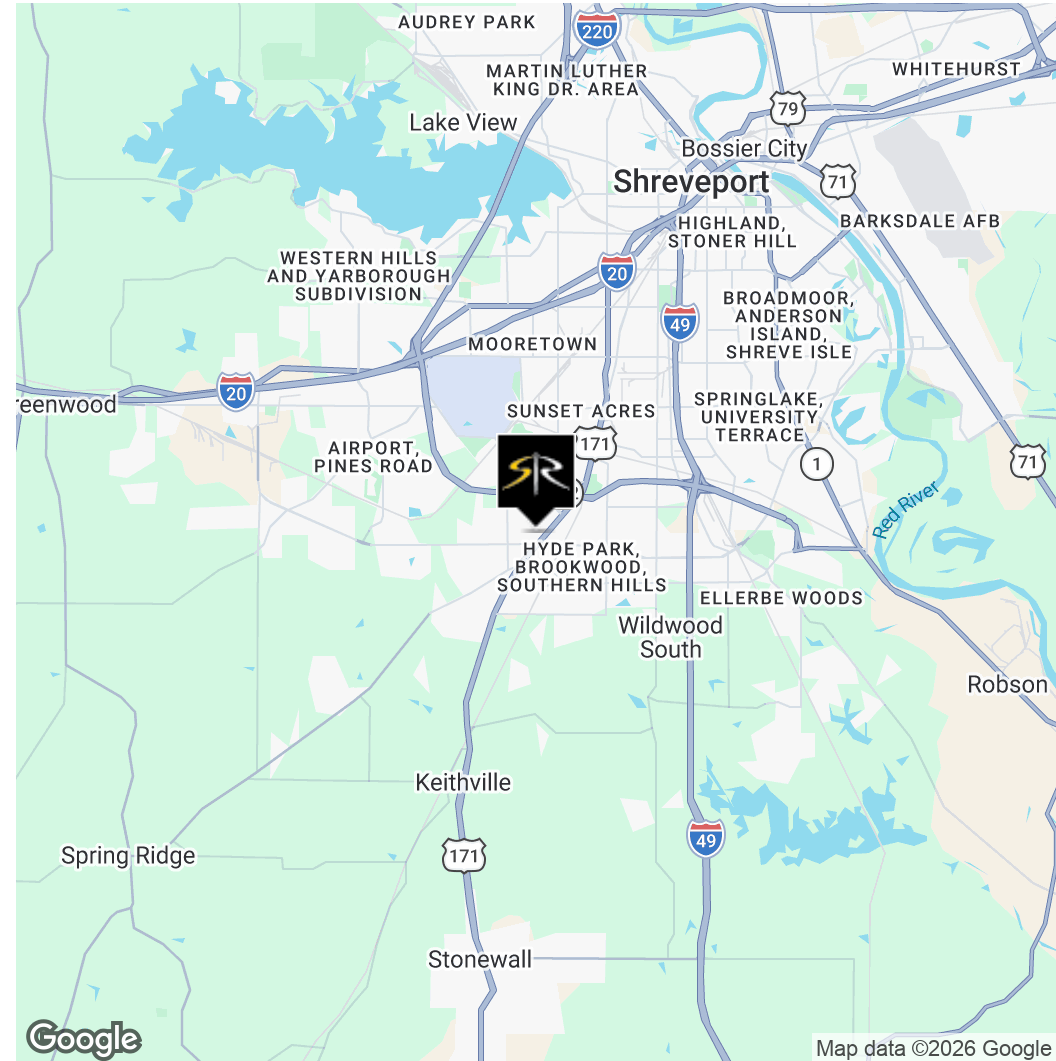 AUDREY PARK
220
MARTIN LUTHER
KING DR. AREA
WHITEHURST
79
Lake View
Bossier City
Shreveport
71
HIGHLAND,
STONER HILL
BARKSDALE AFB
WESTERN HILLS
AND YARBOROUGH
SUBDIVISION
20
BROADMOOR,
ANDERSON
ISLAND,
SHREVE ISLE
49
MOORETOWN
20
reenwood
SUNSET ACRES
SPRINGLAKE,
UNIVERSITY
TERRACE
171
AIRPORT,
PINES ROAD
1
71
SR
2
Red River
HYDE PARK,
BROOKWOOD,
SOUTHERN HILLS
ELLERBE WOODS
Wildwood
South
Robson
Keithville
49
171
Spring Ridge
Stonewall
Google
Map data ©2026 Google